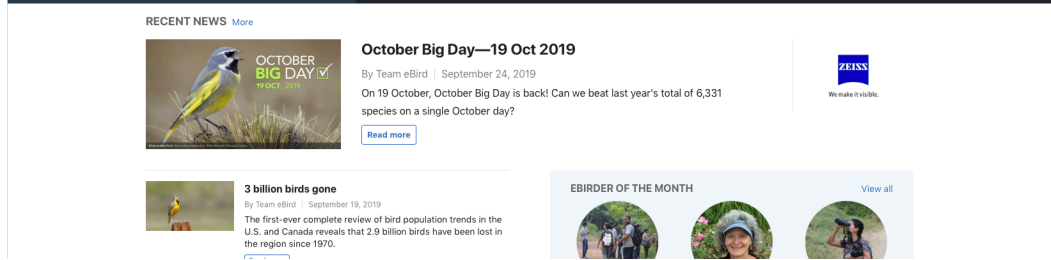 RECENT NEWS More
OCTOBER
BIG DAY
19 OCT 2019
October Big Day—19 Oct 2019
By Team eBird | September 24, 2019
On 19 October, October Big Day is back! Can we beat last year's total of 6,331
species on a single October day?
Read more
ZEISS
We make it visible.
3 billion birds gone
By Team eBird | September 19, 2019
The first-ever complete review of bird population trends in the
U.S. and Canada reveals that 2.9 billion birds have been lost in
the region since 1970.
EBIRDER OF THE MONTH
View all